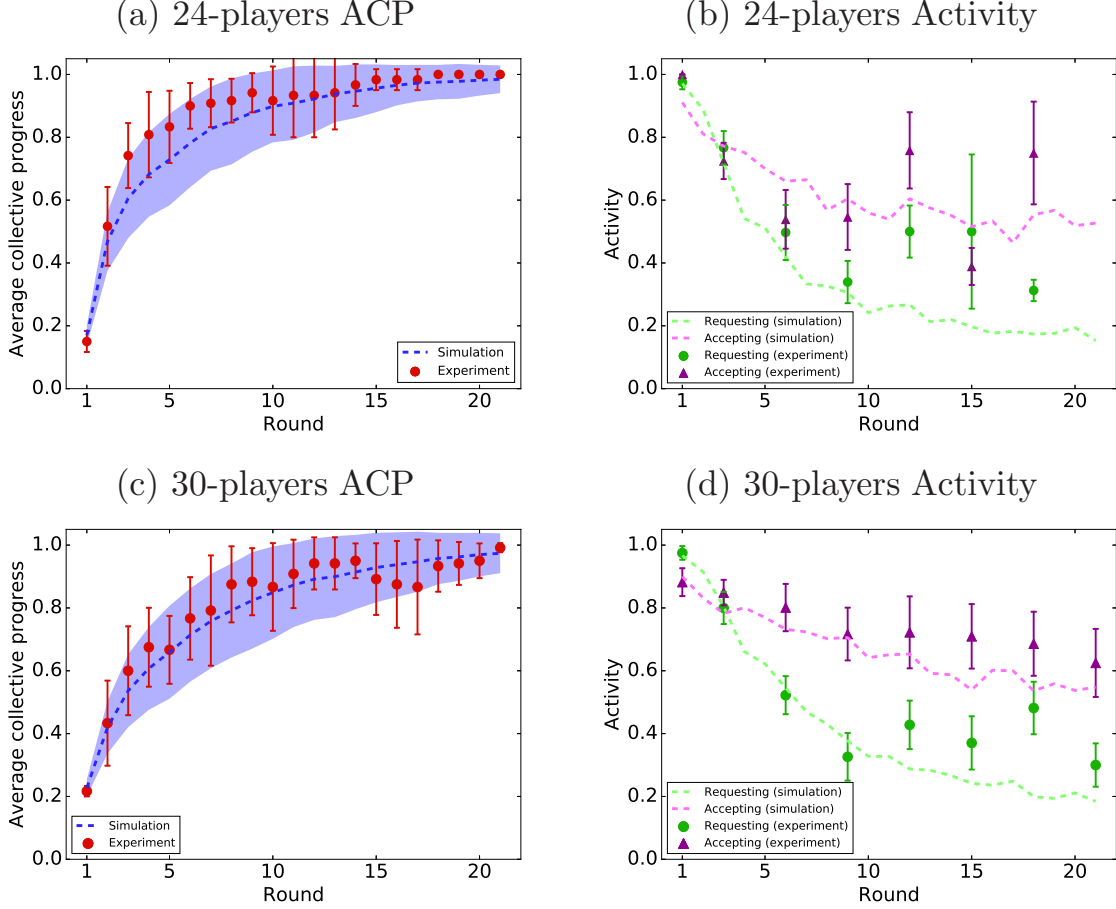 (a) 24-players ACP
Average collective progress
1.0
0.8
0.6
0.4
0.2
0.0
Simulation
Experiment
1 5 10 15 20
Round
(b) 24-players Activity
Activity
1.0
0.8
0.6
0.4
0.2
0.0
Requesting (simulation)
Accepting (simulation)
Requesting (experiment)
Accepting (experiment)
1 5 10 15 20
Round
(c) 30-players ACP
Average collective progress
1.0
0.8
0.6
0.4
0.2
0.0
Simulation
Experiment
1 5 10 15 20
Round
(d) 30-players Activity
Activity
1.0
0.8
0.6
0.4
0.2
0.0
Requesting (simulation)
Accepting (simulation)
Requesting (experiment)
Accepting (experiment)
1 5 10 15 20
Round